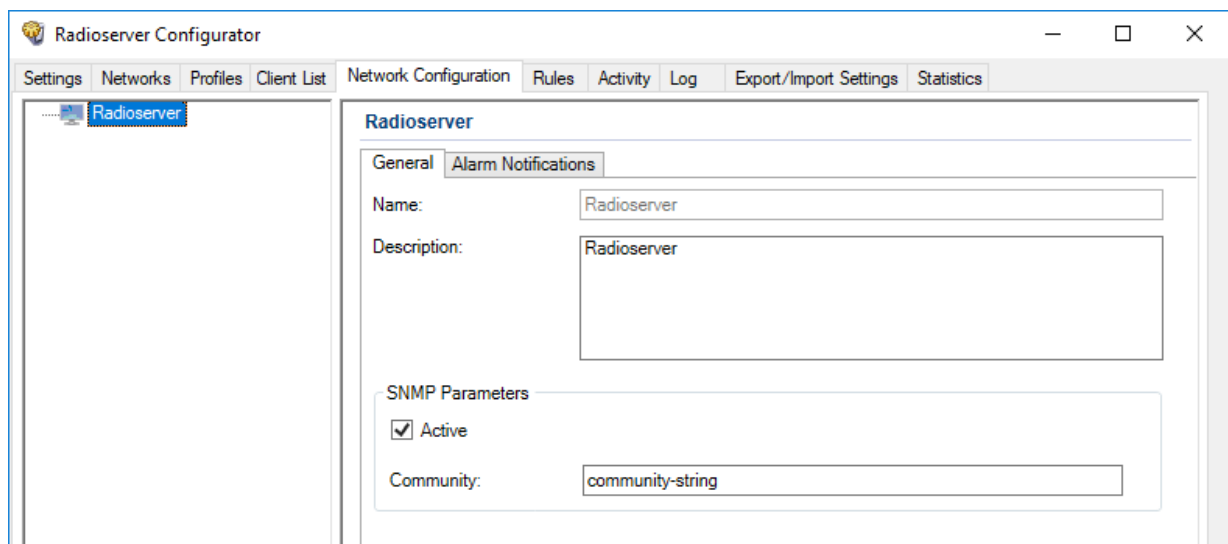 Radioserver Configurator
Settings Networks Profiles Client List Network Configuration Rules Activity Log Export/Import Settings Statistics
Radioserver
Radioserver
General Alarm Notifications
Name: Radioserver
Description: Radioserver
SNMP Parameters
Active
Community: community-string